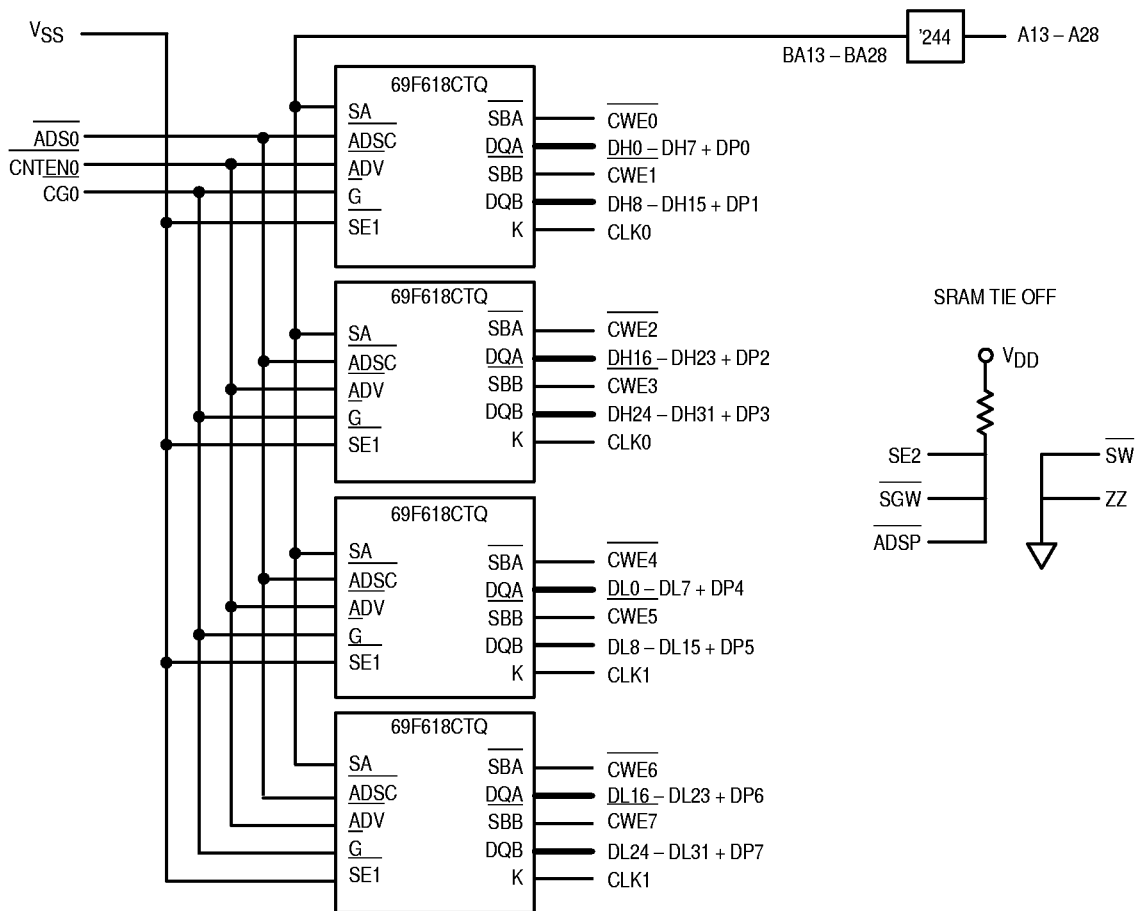 VSS
'244
A13 – A28
BA13 – BA28
69F618CTQ
SA
ADSC
ADV
G
SE1
SBA
DQA
SBB
DQB
K
ADS0
CNTEN0
CG0
CWE0
DH0 – DH7 + DP0
CWE1
DH8 – DH15 + DP1
CLK0
69F618CTQ
SA
ADSC
ADV
G
SE1
SBA
DQA
SBB
DQB
K
CWE2
DH16 – DH23 + DP2
CWE3
DH24 – DH31 + DP3
CLK0
69F618CTQ
SA
ADSC
ADV
G
SE1
SBA
DQA
SBB
DQB
K
CWE4
DL0 – DL7 + DP4
CWE5
DL8 – DL15 + DP5
CLK1
69F618CTQ
SA
ADSC
ADV
G
SE1
SBA
DQA
SBB
DQB
K
CWE6
DL16 – DL23 + DP6
CWE7
DL24 – DL31 + DP7
CLK1
SRAM TIE OFF
VDD
SE2
SGW
ADSP
SW
ZZ